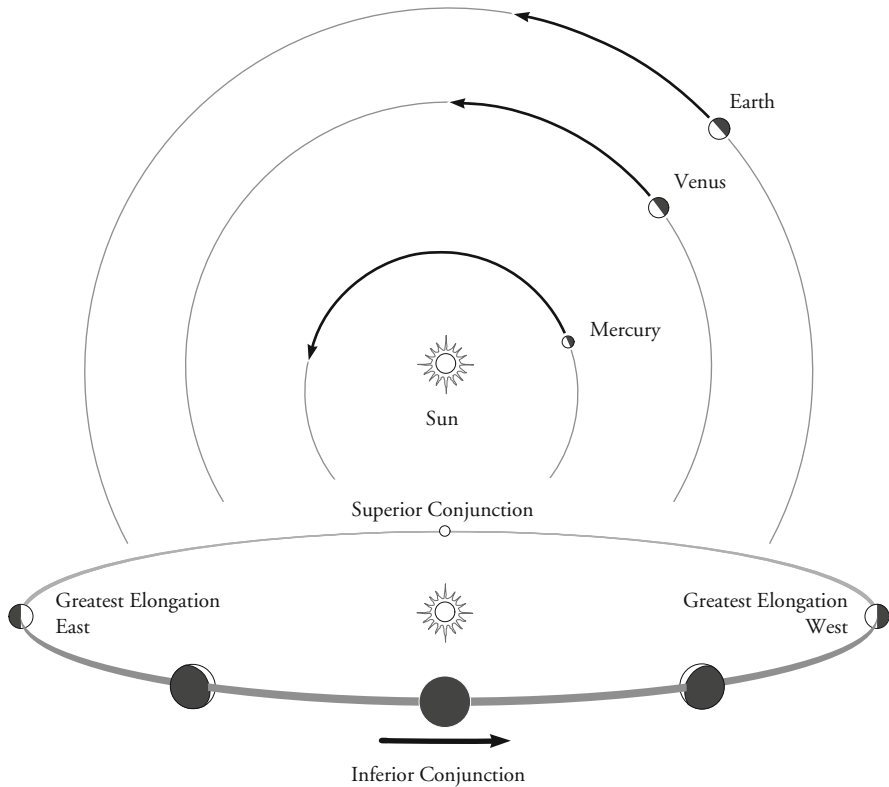 Earth
Venus
Mercury
Sun
Superior Conjunction
Greatest Elongation
East
Greatest Elongation
West
Inferior Conjunction